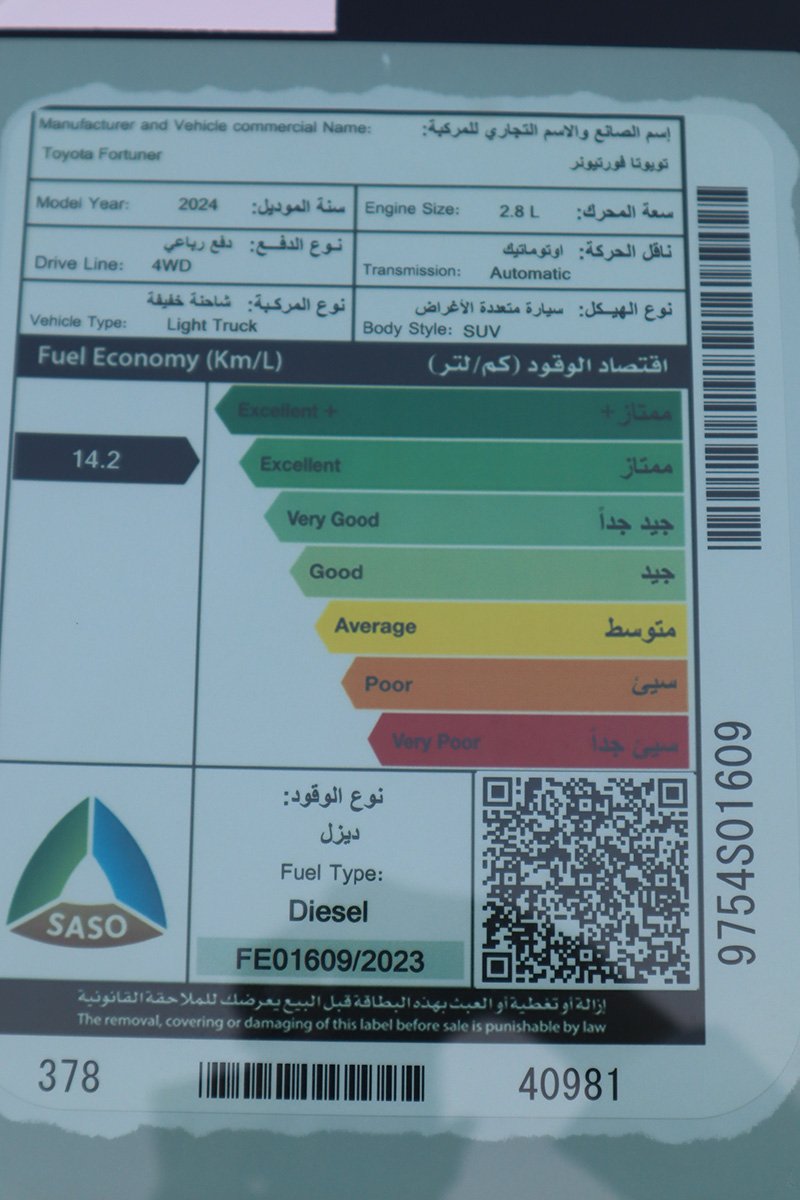 Manufacturer and Vehicle commercial Name: إسم الصانع والاسم التجاري للمركبة:
Toyota Fortuner تويوتا فورتيونر
Model Year: 2024 سنة الموديل:
Engine Size: 2.8 L سعة المحرك:
نوع الدفـــع: دفع رباعي
Drive Line: 4WD
ناقل الحركة: اوتوماتيك
Transmission: Automatic
نوع المركبـة: شاحنة خفيفة
Vehicle Type: Light Truck
نوع الهيـكل: سيارة متعددة الأغراض
Body Style: SUV
Fuel Economy (Km/L) اقتصاد الوقود (كم/لتر)
Excellent + ممتاز +
14.2
Excellent ممتاز
Very Good جيد جداً
Good جيد
Average متوسط
Poor سيئ
Very Poor سيئ جداً
نوع الوقود:
ديزل
Fuel Type:
Diesel
FE01609/2023
SASO
9754S01609
إزالة أو تغطية أو العبث بهذه البطاقة قبل البيع يعرضك للملاحقة القانونية
The removal, covering or damaging of this label before sale is punishable by law
378 40981